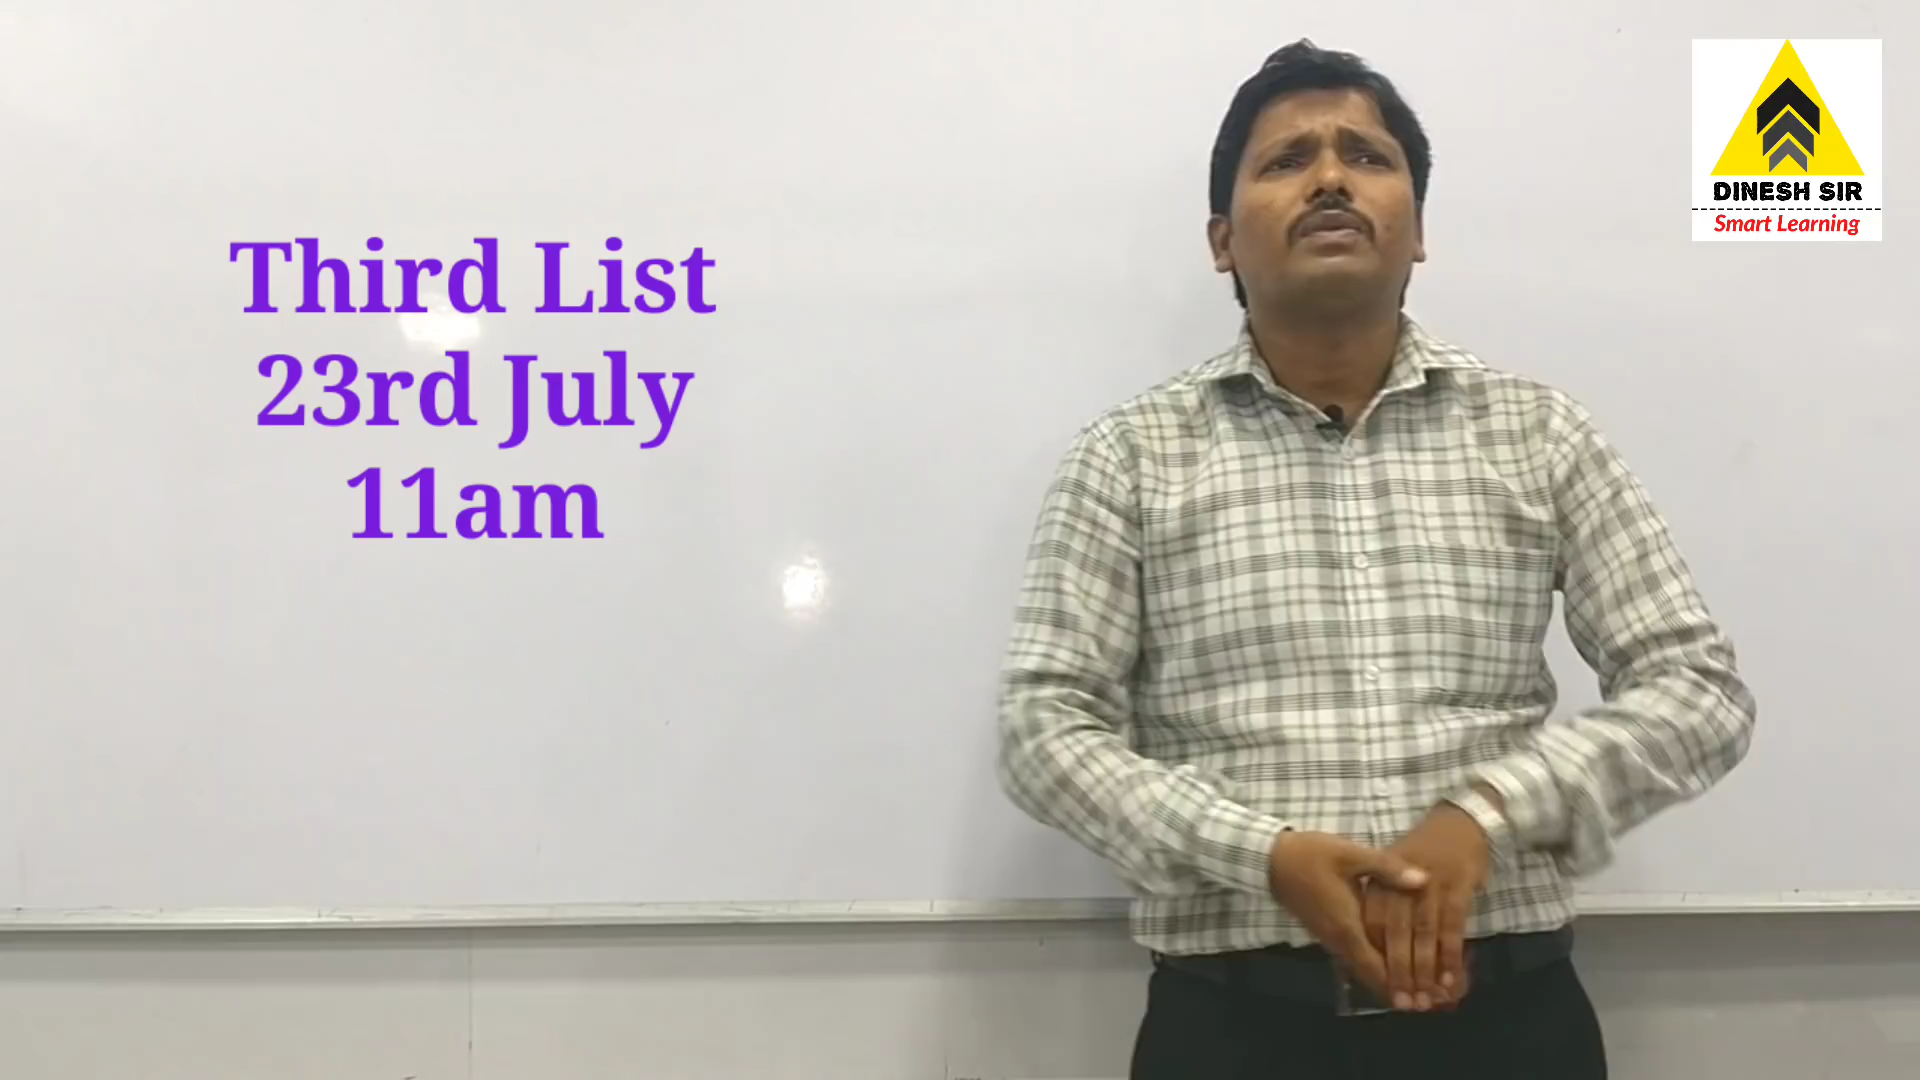 Third List
23rd July
11am
DINESH SIR
Smart Learning